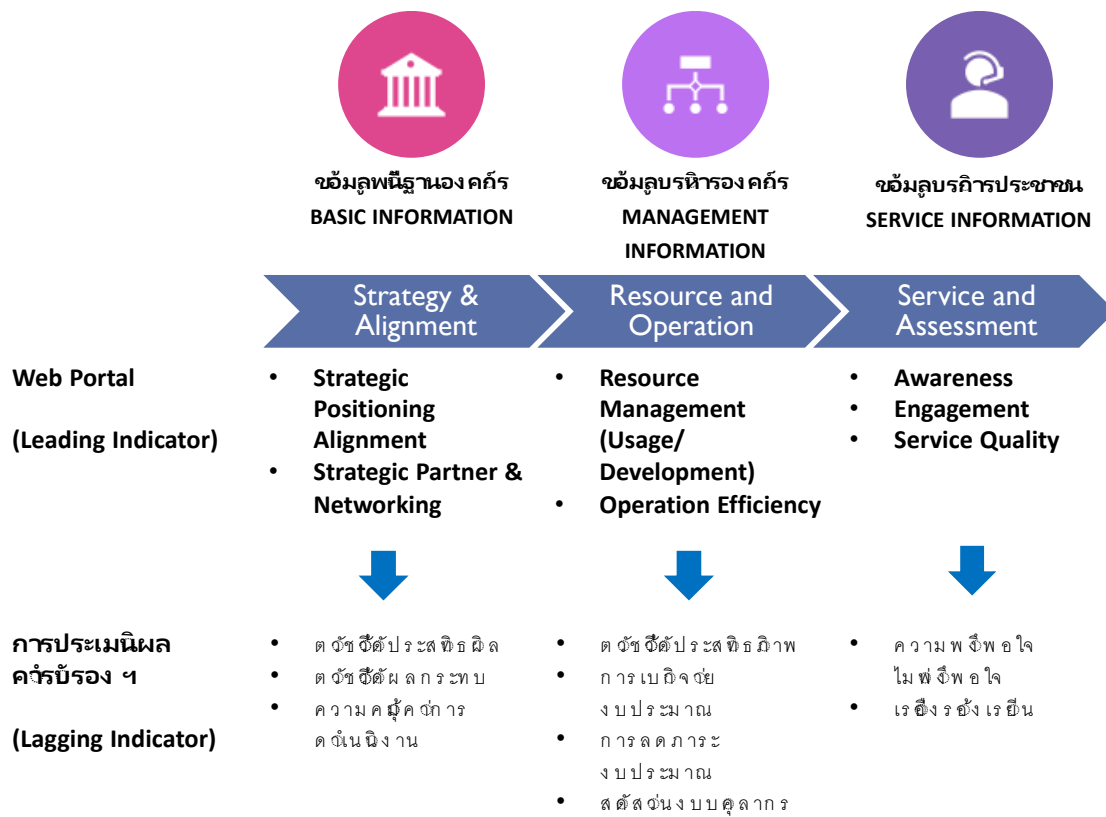 ข้อมูลพื้นฐานองค์กร
BASIC INFORMATION
ข้อมูลบริหารองค์กร
MANAGEMENT
INFORMATION
ข้อมูลบริการประชาชน
SERVICE INFORMATION
Strategy &
Alignment
Resource and
Operation
Service and
Assessment
Web Portal
(Leading Indicator)
• Strategic
Positioning
Alignment
• Strategic Partner &
Networking
• Resource
Management
(Usage/
Development)
• Operation Efficiency
• Awareness
• Engagement
• Service Quality
การประเมินผล
คำรับรอง ฯ
(Lagging Indicator)
• ตัวชี้วัดประสิทธิผล
• ตัวชี้วัดผลกระทบ
• ความคุ้มค่าการ
ดำเนินงาน
• ตัวชี้วัดประสิทธิภาพ
• การเบิกจ่าย
งบประมาณ
• การลดภาระ
งบประมาณ
• สัดส่วนงบบุคลากร
• ความพึงพอใจ
ไม่พึงพอใจ
• เรื่องร้องเรียน